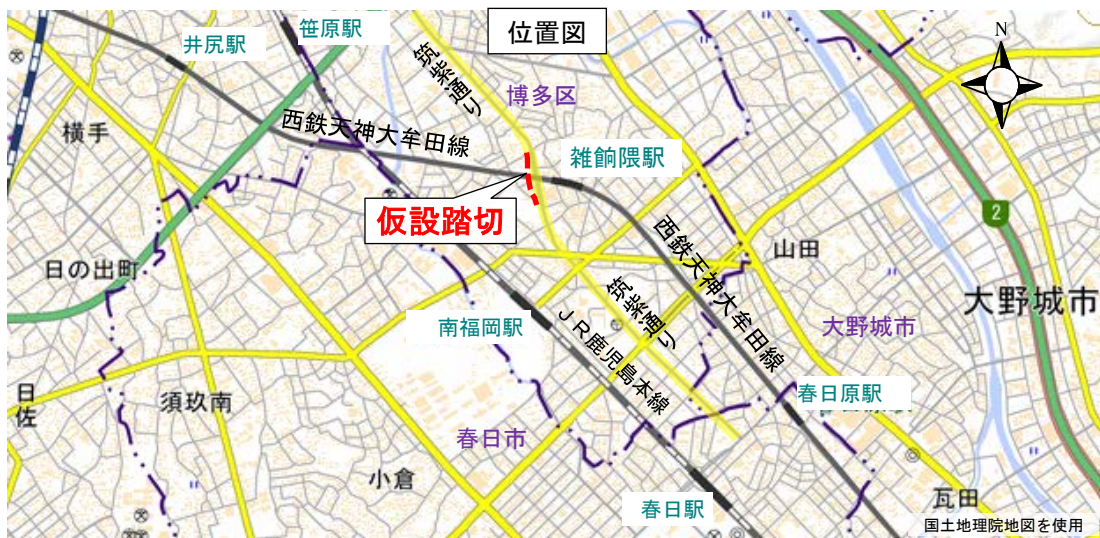 位置図
N
笹原駅
井尻駅
筑紫通り
博多区
横手
西鉄天神大牟田線
雑餉隈駅
仮設踏切
2
山田
日の出町
西鉄天神大牟田線
筑紫通り
大野城市
南福岡駅
JR鹿児島本線
大野城市
日佐
須玖南
春日原駅
春日市
小倉
春日駅
瓦田
国土地理院地図を使用